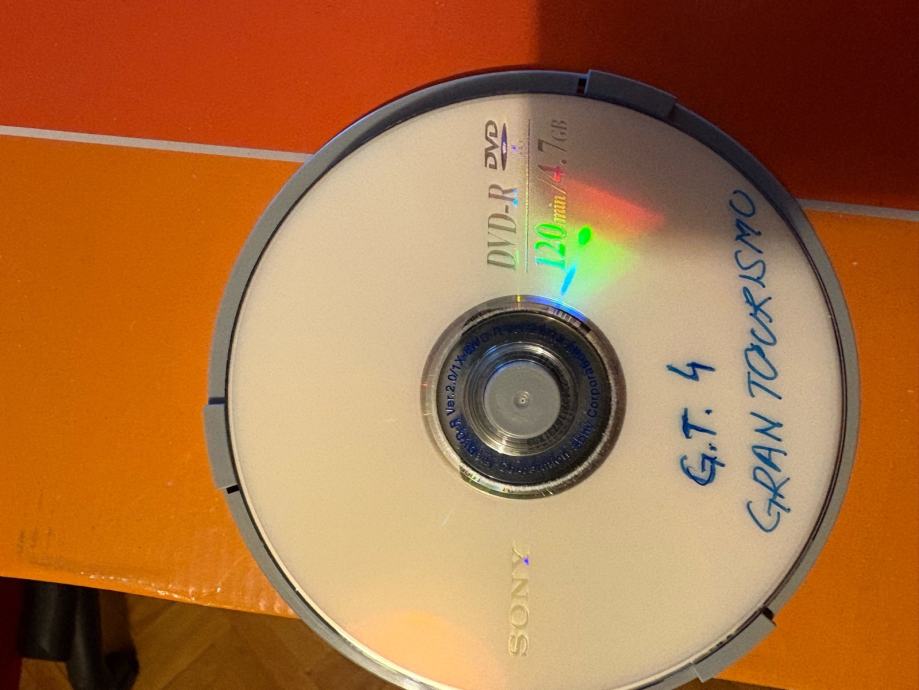 SONY
DVD-R DVD
120min/4.7GB
G.T. 4
GRAN TOURISMO